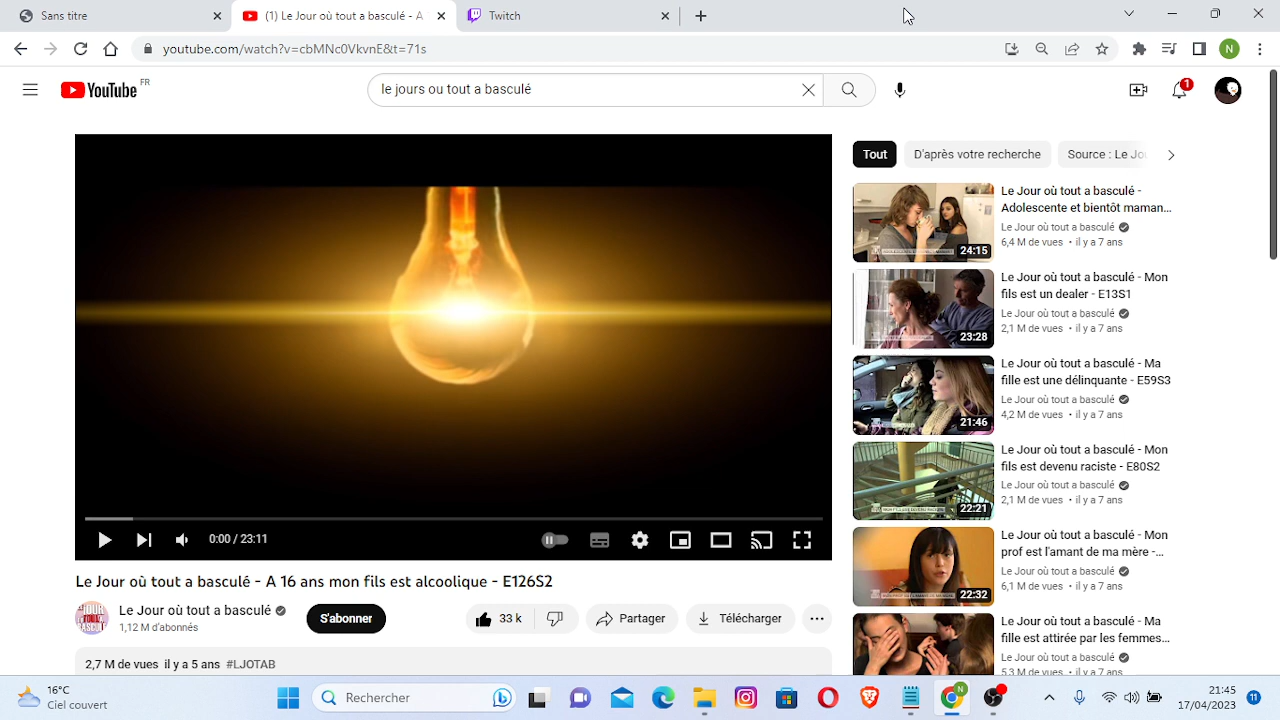 Sans titre
(1) Le Jour où tout a basculé - A
Twitch
youtube.com/watch?v=cbMNc0VkvnE&t=71s
N
YouTube FR
le jours ou tout a basculé
1
Tout
D'après votre recherche
Source : Le Jo
24:15
Le Jour où tout a basculé -
Adolescente et bientôt maman...
Le Jour où tout a basculé
6,4 M de vues • il y a 7 ans
23:28
Le Jour où tout a basculé - Mon
fils est un dealer - E13S1
Le Jour où tout a basculé
2,1 M de vues • il y a 7 ans
21:46
Le Jour où tout a basculé - Ma
fille est une délinquante - E59S3
Le Jour où tout a basculé
4,2 M de vues • il y a 7 ans
22:21
Le Jour où tout a basculé - Mon
fils est devenu raciste - E80S2
Le Jour où tout a basculé
2,1 M de vues • il y a 7 ans
22:32
Le Jour où tout a basculé - Mon
prof est l'amant de ma mère -...
Le Jour où tout a basculé
6,1 M de vues • il y a 7 ans
Le Jour où tout a basculé - Ma
fille est attirée par les femmes...
Le Jour où tout a basculé
5,3 M de vues • il y a 7 ans
0:00 / 23:11
Le Jour où tout a basculé - A 16 ans mon fils est alcoolique - E126S2
Le Jour où tout a basculé
1,12 M d'abonnés
S'abonner
38 k
Partager
Télécharger
2,7 M de vues il y a 5 ans #LJOTAB
16°C
Ciel couvert
Rechercher
N
21:45
17/04/2023
11